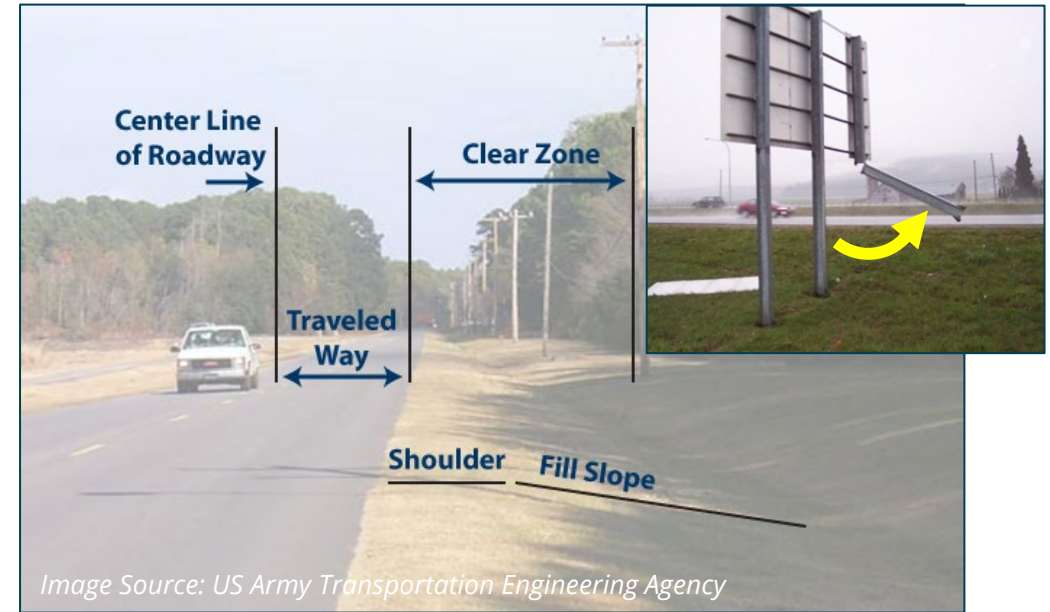 Center Line
of Roadway
Clear Zone
Traveled
Way
Shoulder
Fill Slope
Image Source: US Army Transportation Engineering Agency